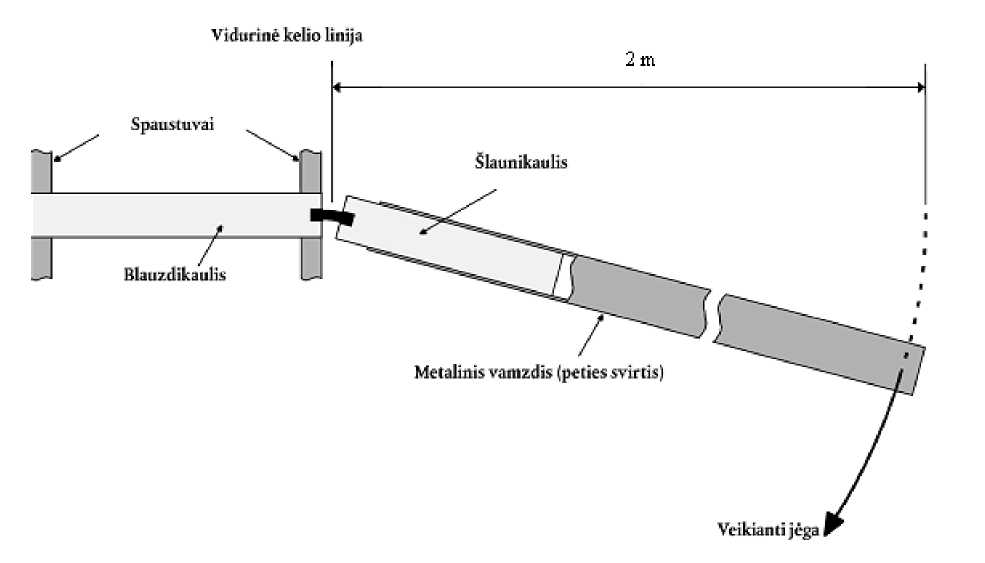 Vidurinė kelio linija
2 m
Spaustuvai
Šlaunikaulis
Blauzdikaulis
Metalinis vamzdis (peties svirtis)
Veikianti jėga